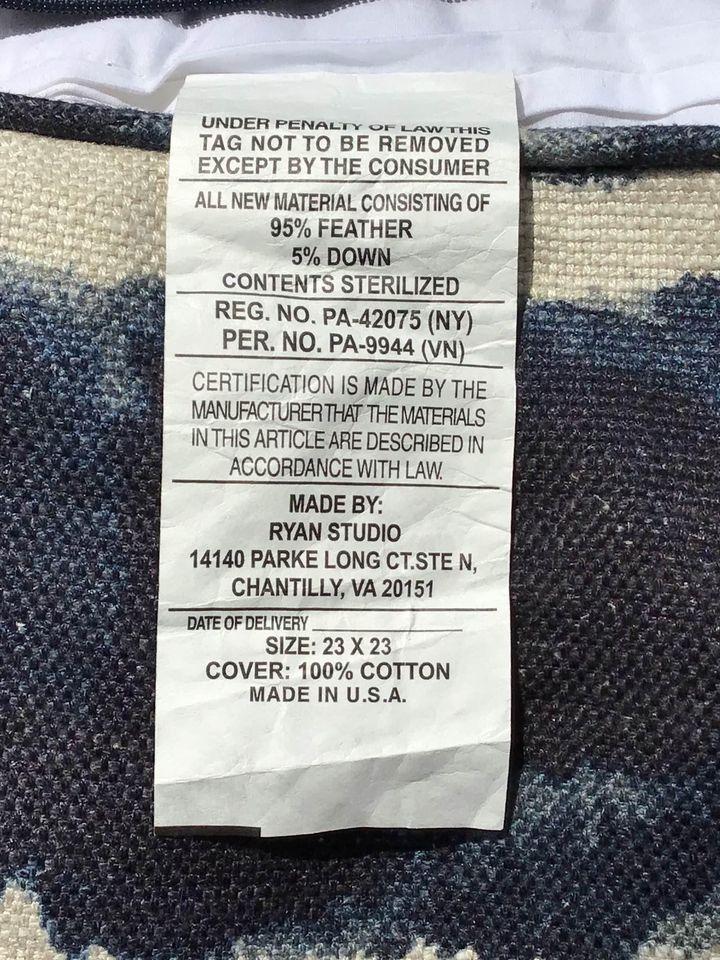 UNDER PENALTY OF LAW THIS
TAG NOT TO BE REMOVED
EXCEPT BY THE CONSUMER
ALL NEW MATERIAL CONSISTING OF
95% FEATHER
5% DOWN
CONTENTS STERILIZED
REG. NO. PA-42075 (NY)
PER. NO. PA-9944 (VN)
CERTIFICATION IS MADE BY THE
MANUFACTURER THAT THE MATERIALS
IN THIS ARTICLE ARE DESCRIBED IN
ACCORDANCE WITH LAW.
MADE BY:
RYAN STUDIO
14140 PARKE LONG CT.STE N,
CHANTILLY, VA 20151
DATE OF DELIVERY
SIZE: 23 X 23
COVER: 100% COTTON
MADE IN U.S.A.